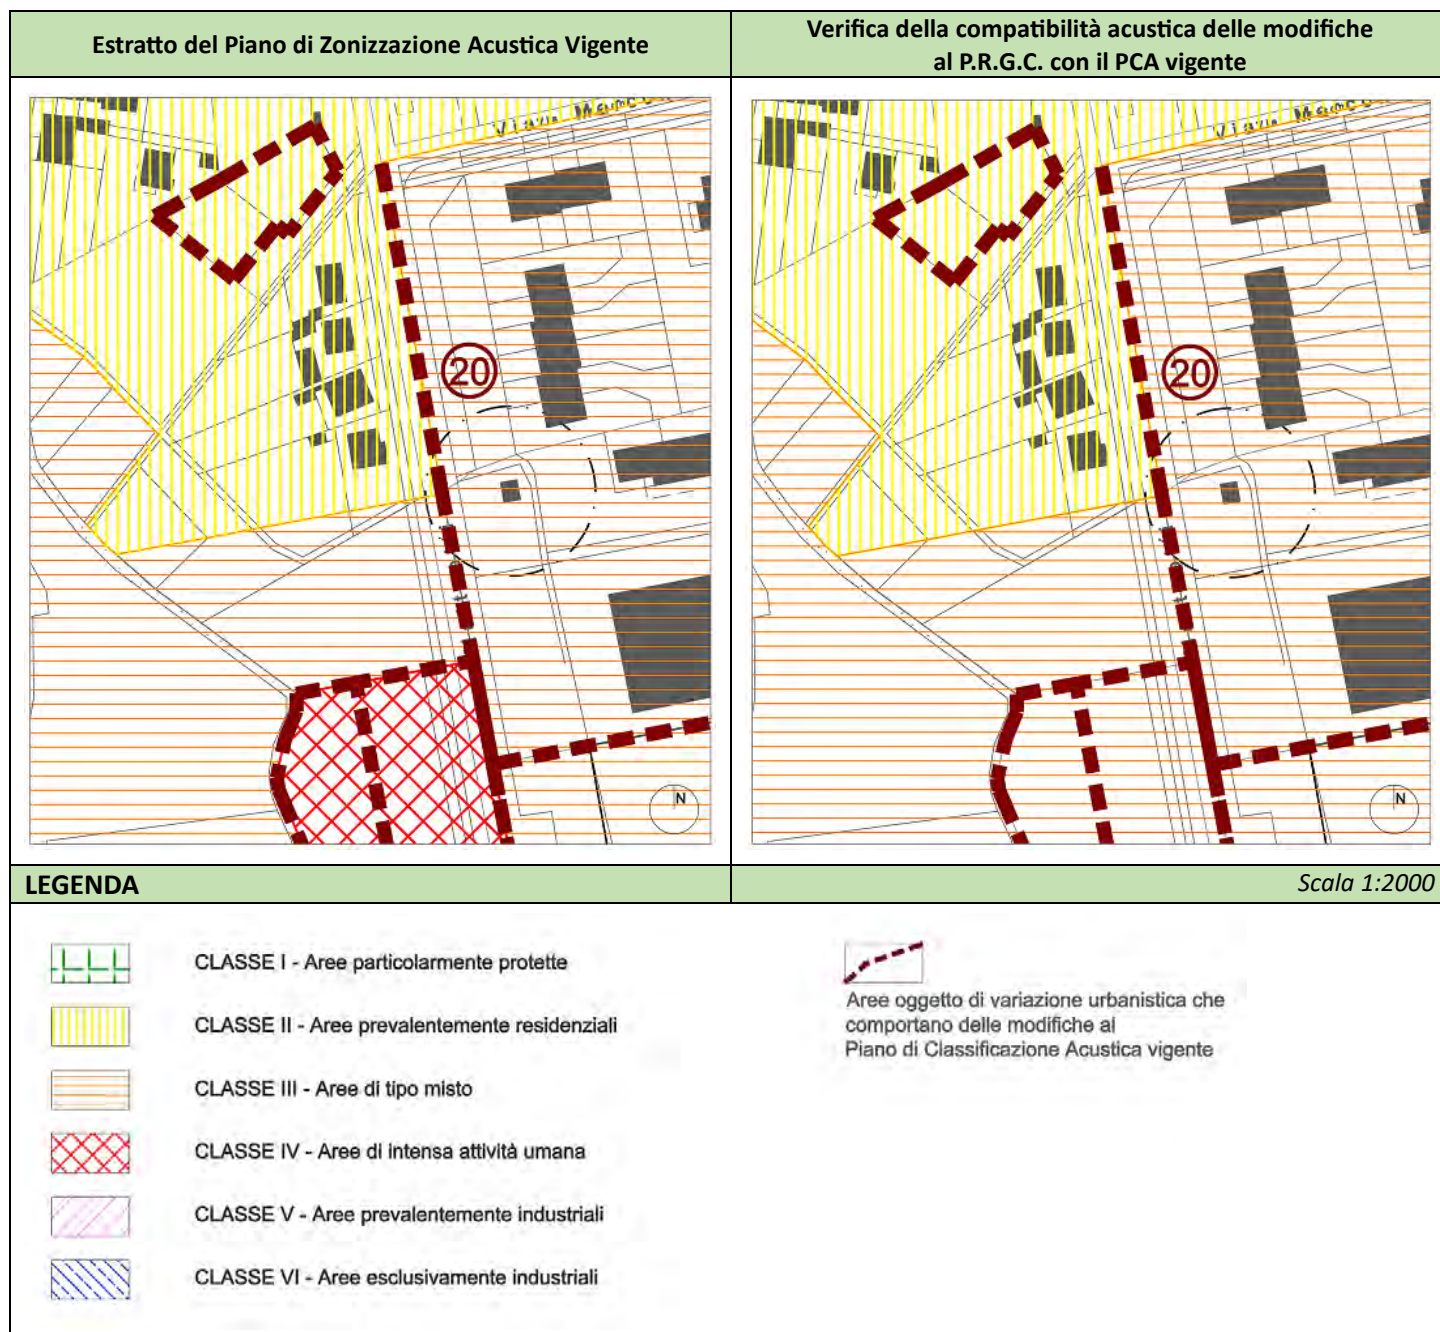 Estratto del Piano di Zonizzazione Acustica Vigente
Verifica della compatibilità acustica delle modifiche
al P.R.G.C. con il PCA vigente
20
N
20
N
LEGENDA
Scala 1:2000
CLASSE I - Aree particolarmente protette
CLASSE II - Aree prevalentemente residenziali
CLASSE III - Aree di tipo misto
CLASSE IV - Aree di intensa attività umana
CLASSE V - Aree prevalentemente industriali
CLASSE VI - Aree esclusivamente industriali
Aree oggetto di variazione urbanistica che
comportano delle modifiche al
Piano di Classificazione Acustica vigente